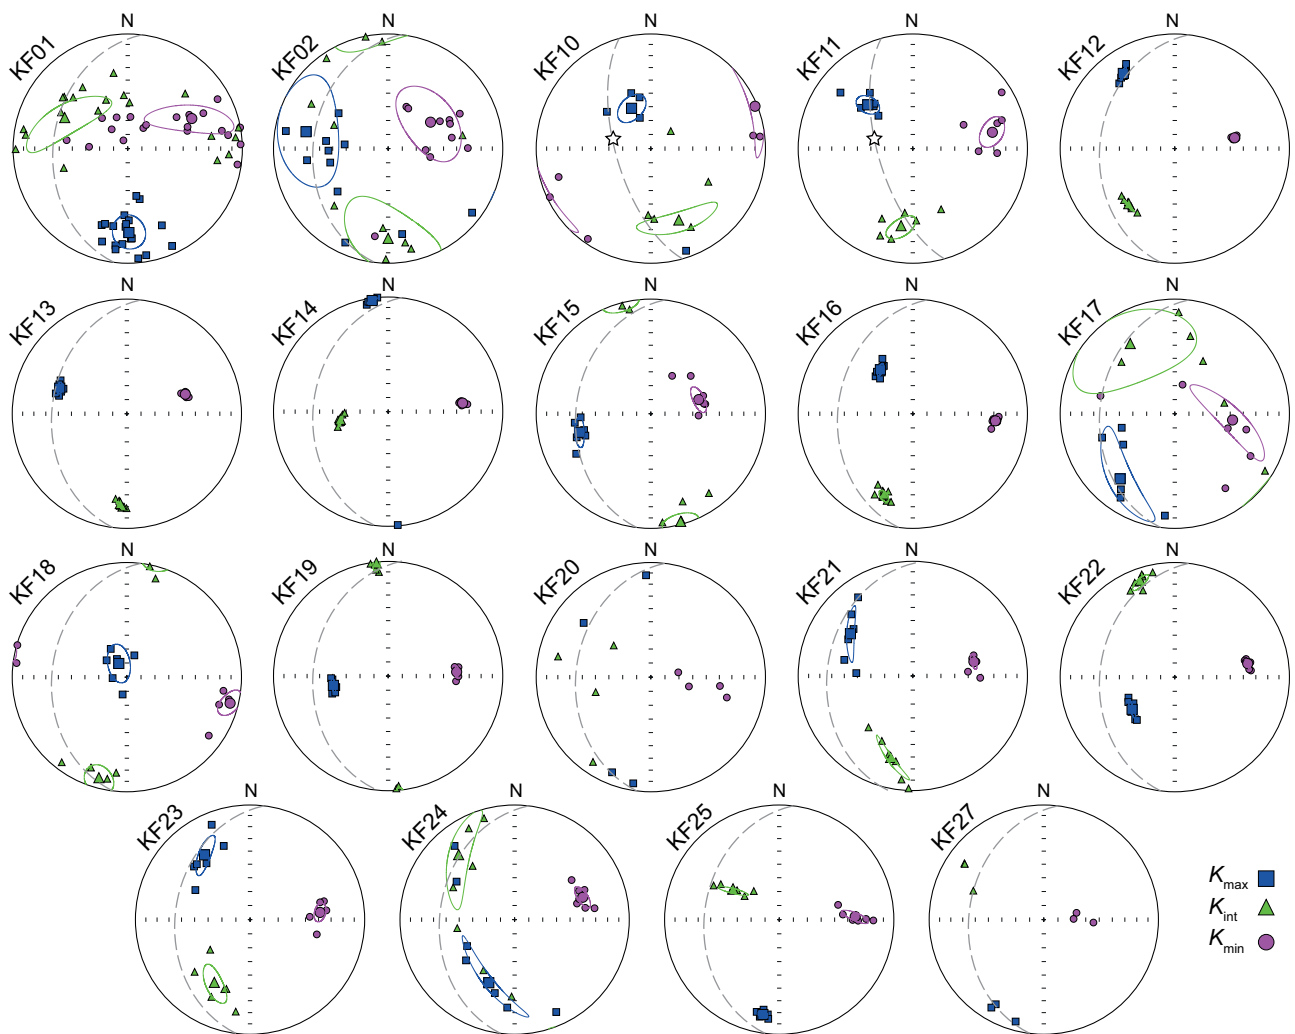 N N N N N
KF01 KF02 KF10 KF11 KF12
N N N N N
KF13 KF14 KF15 KF16 KF17
N N N N N
KF18 KF19 KF20 KF21 KF22
N N N N
KF23 KF24 KF25 KF27
Kmax
Kint
Kmin